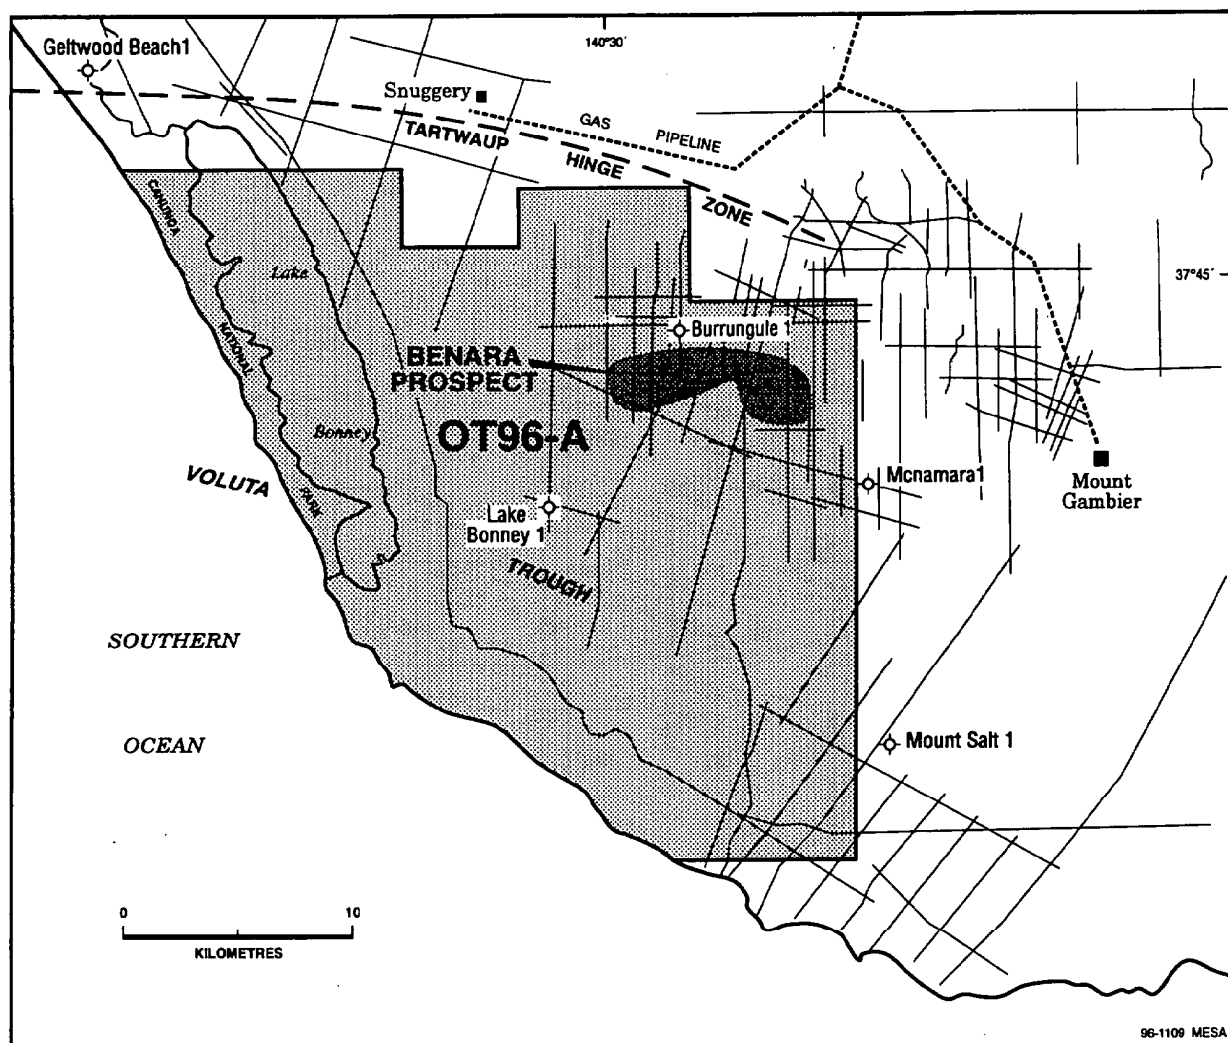 140°30´
Geltwood Beach1
Snuggery
GAS PIPELINE
TARTWAUP HINGE ZONE
CANUNDA NATIONAL PARK
Lake
Bonney
37°45´
Burrungule 1
BENARA
PROSPECT
OT96-A
VOLUTA
TROUGH
Mcnamara1
Mount
Gambier
Lake
Bonney 1
SOUTHERN
OCEAN
Mount Salt 1
0 10
KILOMETRES
96-1109 MESA